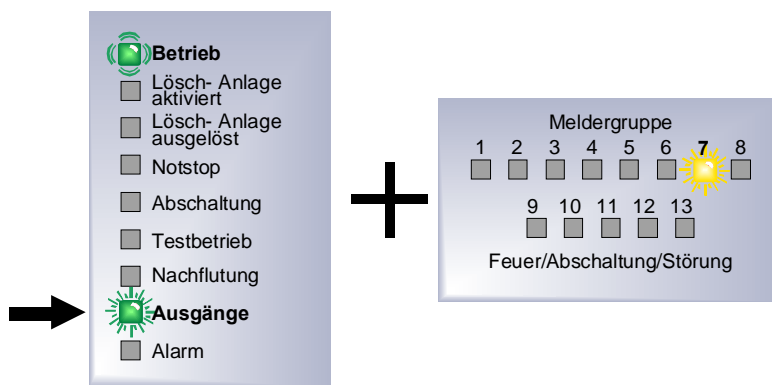 Betrieb
Lösch- Anlage
aktiviert
Lösch- Anlage
ausgelöst
Notstop
Abschaltung
Testbetrieb
Nachflutung
Ausgänge
Alarm
Meldergruppe
1 2 3 4 5 6 7 8
9 10 11 12 13
Feuer/Abschaltung/Störung